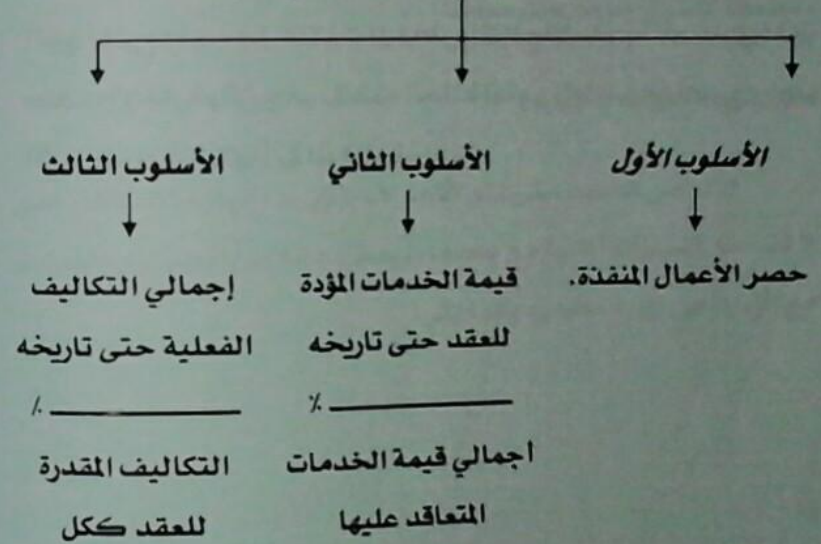 الأسلوب الأول
حصر الأعمال المنفذة.
الأسلوب الثاني
قيمة الخدمات المؤدة
للعقد حتى تاريخه
٪
اجمالي قيمة الخدمات
المتعاقد عليها
الأسلوب الثالث
إجمالي التكاليف
الفعلية حتى تاريخه
٪
التكاليف المقدرة
للعقد ككل